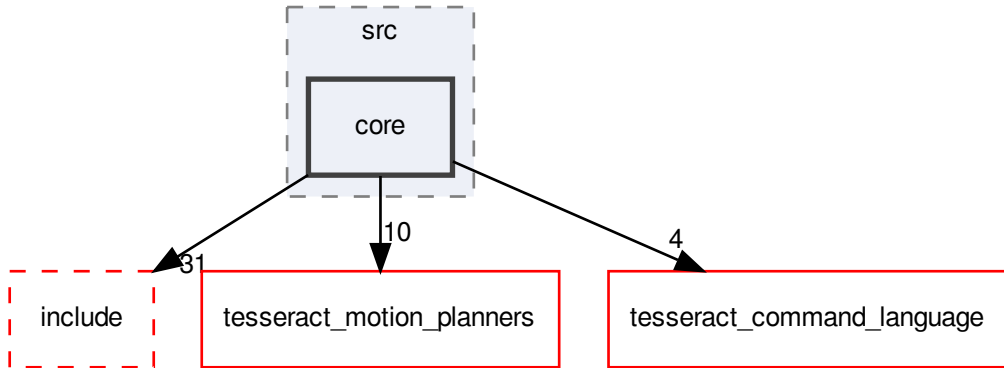 src
core
31
10
4
include
tesseract_motion_planners
tesseract_command_language